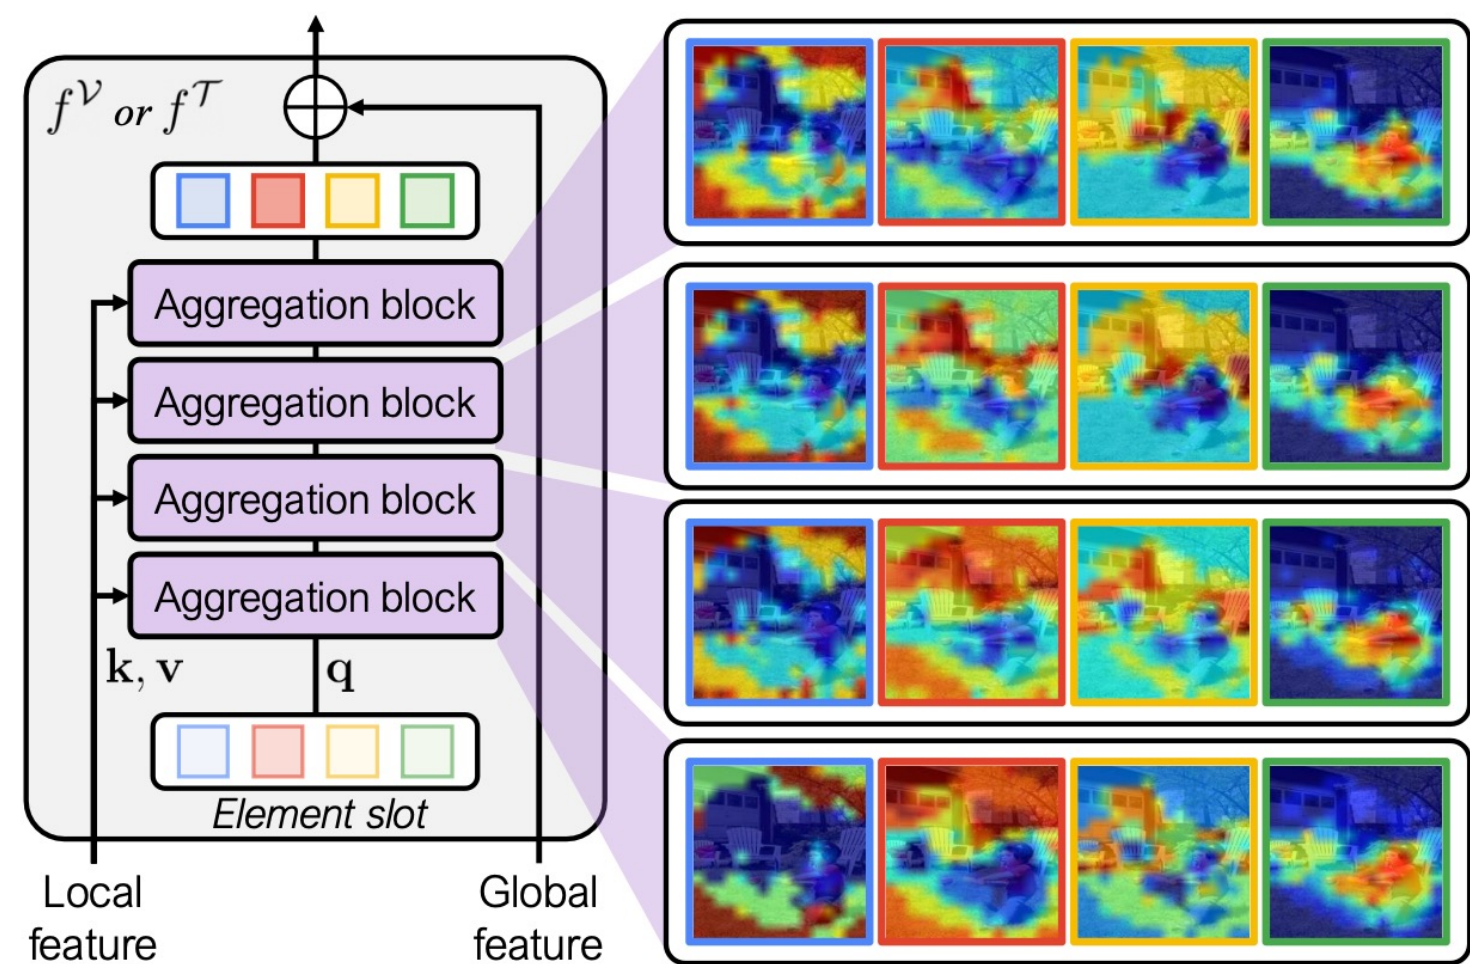 f^𝒱 or f^𝒯
Aggregation block
Aggregation block
Aggregation block
Aggregation block
k, v
q
Element slot
Local
feature
Global
feature